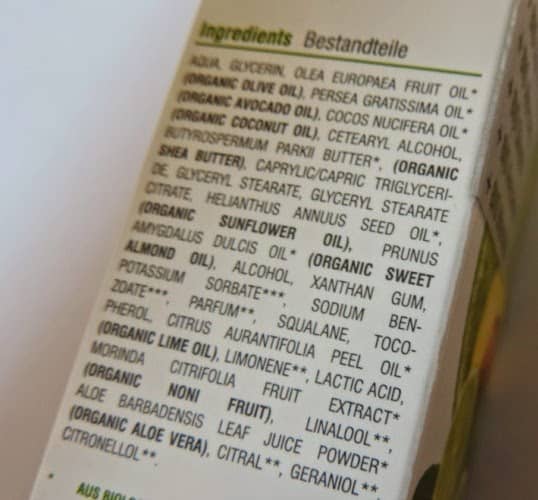 Ingredients Bestandteile
AQUA, GLYCERIN, OLEA EUROPAEA FRUIT OIL*
(ORGANIC OLIVE OIL), PERSEA GRATISSIMA OIL*
(ORGANIC AVOCADO OIL), COCOS NUCIFERA OIL*
(ORGANIC COCONUT OIL), CETEARYL ALCOHOL,
BUTYROSPERMUM PARKII BUTTER*, (ORGANIC
SHEA BUTTER), CAPRYLIC/CAPRIC TRIGLYCERI-
DE, GLYCERYL STEARATE, GLYCERYL STEARATE
CITRATE, HELIANTHUS ANNUUS SEED OIL*,
(ORGANIC SUNFLOWER OIL), PRUNUS
AMYGDALUS DULCIS OIL* (ORGANIC SWEET
ALMOND OIL), ALCOHOL, XANTHAN GUM,
POTASSIUM SORBATE***, SODIUM BEN-
ZOATE***, PARFUM**, SQUALANE, TOCO-
PHEROL, CITRUS AURANTIFOLIA PEEL OIL*
(ORGANIC LIME OIL), LIMONENE**, LACTIC ACID,
MORINDA CITRIFOLIA FRUIT EXTRACT*
(ORGANIC NONI FRUIT), LINALOOL**,
ALOE BARBADENSIS LEAF JUICE POWDER*
(ORGANIC ALOE VERA), CITRAL**, GERANIOL**,
CITRONELLOL**.
* AUS